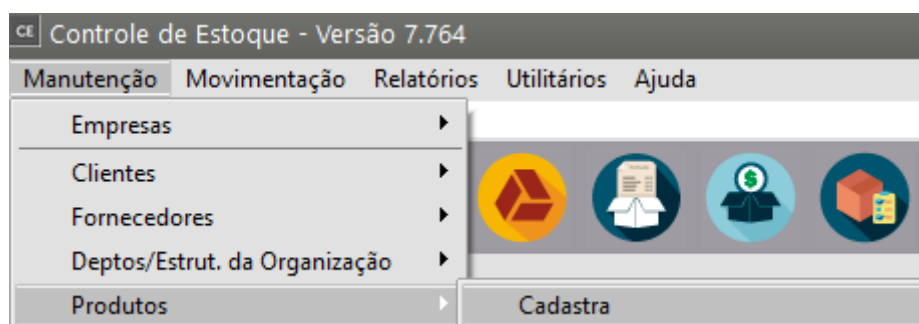 CE Controle de Estoque - Versão 7.764
Manutenção Movimentação Relatórios Utilitários Ajuda
Empresas
Clientes
Fornecedores
Deptos/Estrut. da Organização
Produtos Cadastra